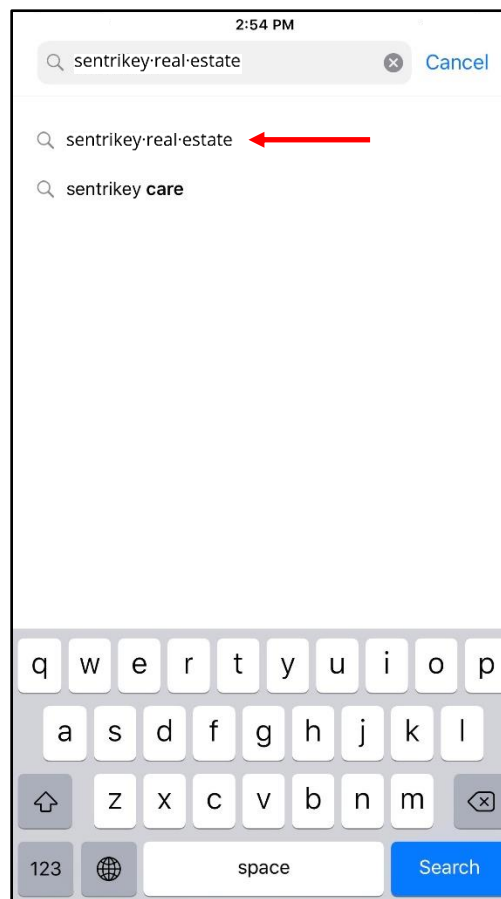 2:54 PM
sentrikey·real·estate Cancel
sentrikey·real·estate
sentrikey care
q w e r t y u i o p
a s d f g h j k l
z x c v b n m
123 space Search